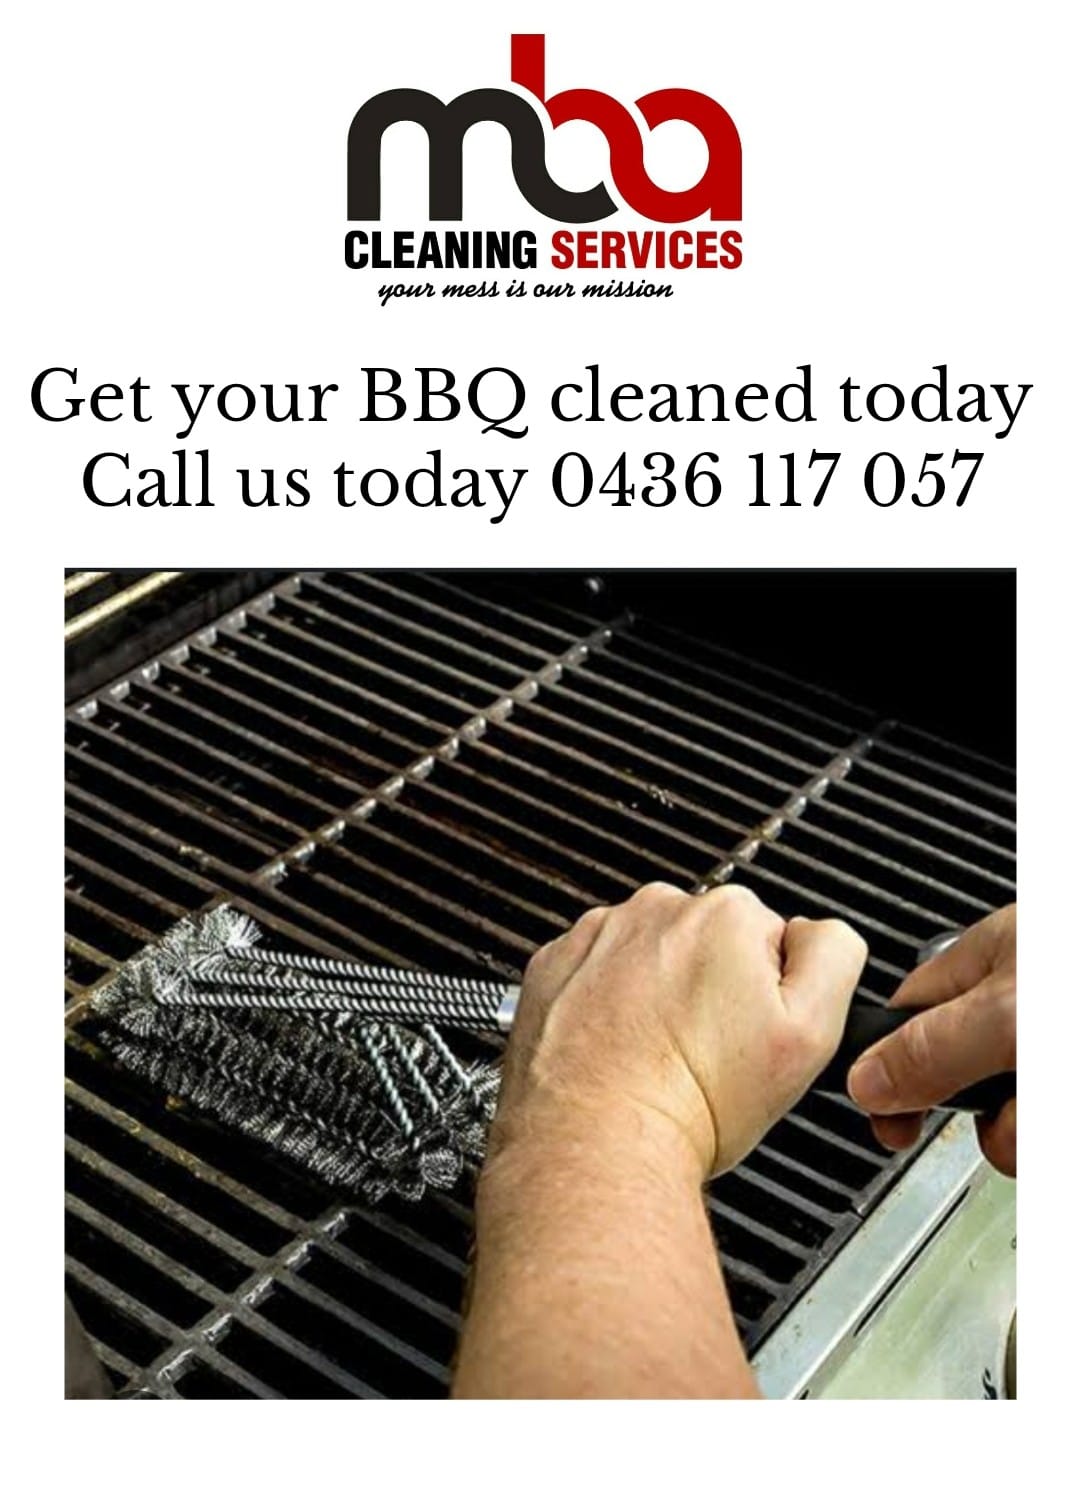 mba
CLEANING SERVICES
your mess is our mission
Get your BBQ cleaned today
Call us today 0436 117 057